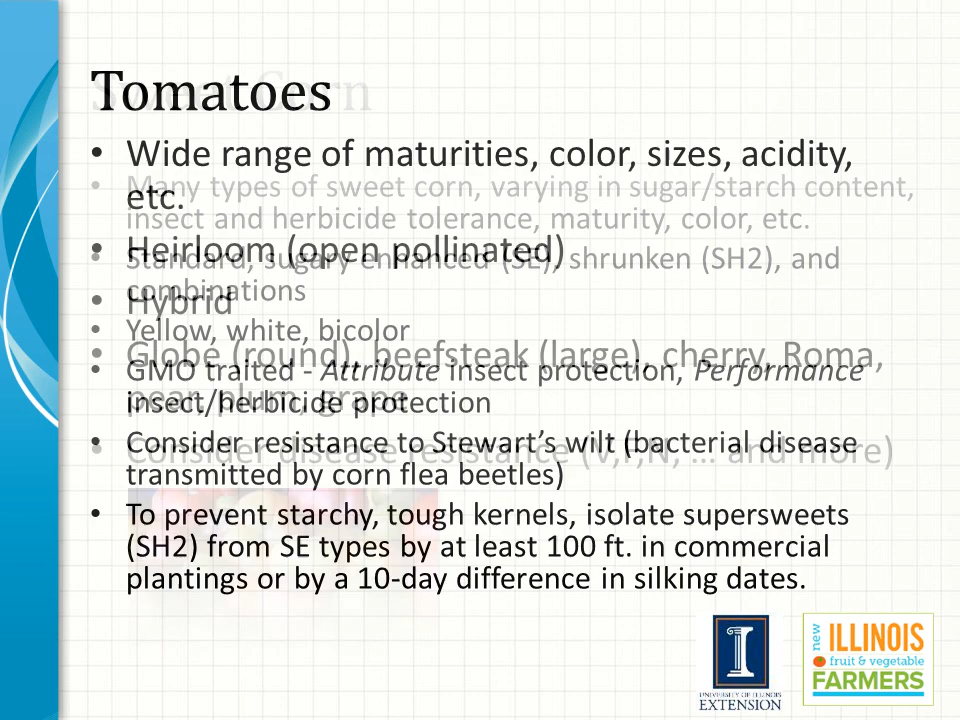 Tomatoes
• Wide range of maturities, color, sizes, acidity,
etc.
• Heirloom (open pollinated)
• Hybrid
• Globe (round), beefsteak (large), cherry, Roma,
pear, plum, grape
• Consider disease resistance (V,F,N, … and more)
• Many types of sweet corn, varying in sugar/starch content,
insect and herbicide tolerance, maturity, color, etc.
• Standard, sugary enhanced (SE), shrunken (SH2), and
combinations
• Yellow, white, bicolor
• GMO traited - Attribute insect protection, Performance
insect/herbicide protection
• Consider resistance to Stewart’s wilt (bacterial disease
transmitted by corn flea beetles)
• To prevent starchy, tough kernels, isolate supersweets
(SH2) from SE types by at least 100 ft. in commercial
plantings or by a 10-day difference in silking dates.
I
UNIVERSITY OF ILLINOIS
EXTENSION
new
ILLINOIS
fruit & vegetable
FARMERS